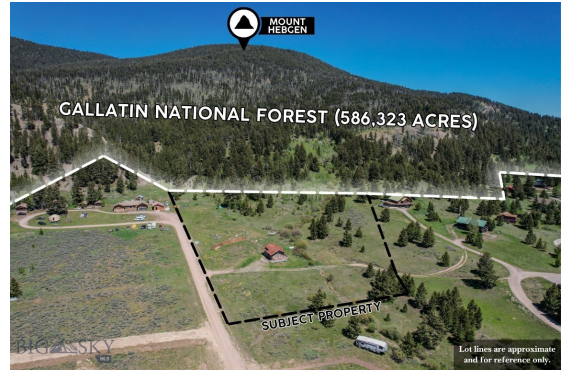 MOUNT
HEBGEN
GALLATIN NATIONAL FOREST (586,323 ACRES)
SUBJECT PROPERTY
BIG SKY
MLS
Lot lines are approximate
and for reference only.